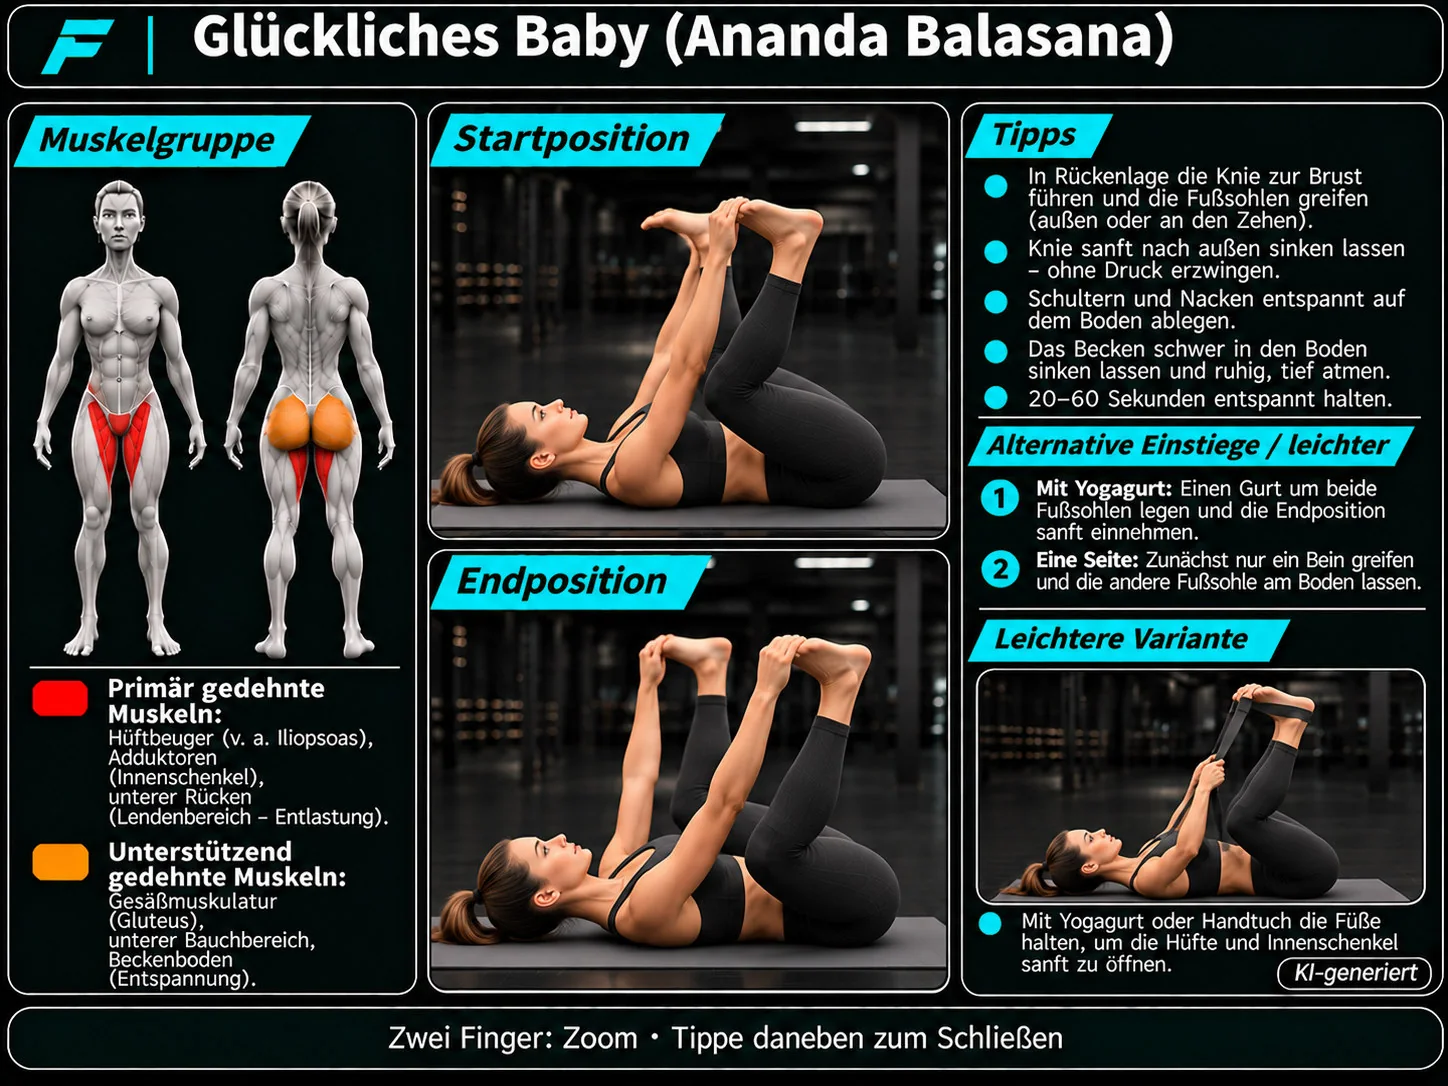 F
Glückliches Baby (Ananda Balasana)
Muskelgruppe
Primär gedehnte
Muskeln:
Hüftbeuger (v. a. Iliopsoas),
Adduktoren
(Innenschenkel),
unterer Rücken
(Lendenbereich – Entlastung).
Unterstützend
gedehnte Muskeln:
Gesäßmuskulatur
(Gluteus),
unterer Bauchbereich,
Beckenboden
(Entspannung).
Startposition
Endposition
Tipps
In Rückenlage die Knie zur Brust
führen und die Fußsohlen greifen
(außen oder an den Zehen).
Knie sanft nach außen sinken lassen
– ohne Druck erzwingen.
Schultern und Nacken entspannt auf
dem Boden ablegen.
Das Becken schwer in den Boden
sinken lassen und ruhig, tief atmen.
20–60 Sekunden entspannt halten.
Alternative Einstiege / leichter
1 Mit Yogagurt: Einen Gurt um beide
Fußsohlen legen und die Endposition
sanft einnehmen.
2 Eine Seite: Zunächst nur ein Bein greifen
und die andere Fußsohle am Boden lassen.
Leichtere Variante
Mit Yogagurt oder Handtuch die Füße
halten, um die Hüfte und Innenschenkel
sanft zu öffnen.
KI-generiert
Zwei Finger: Zoom • Tippe daneben zum Schließen